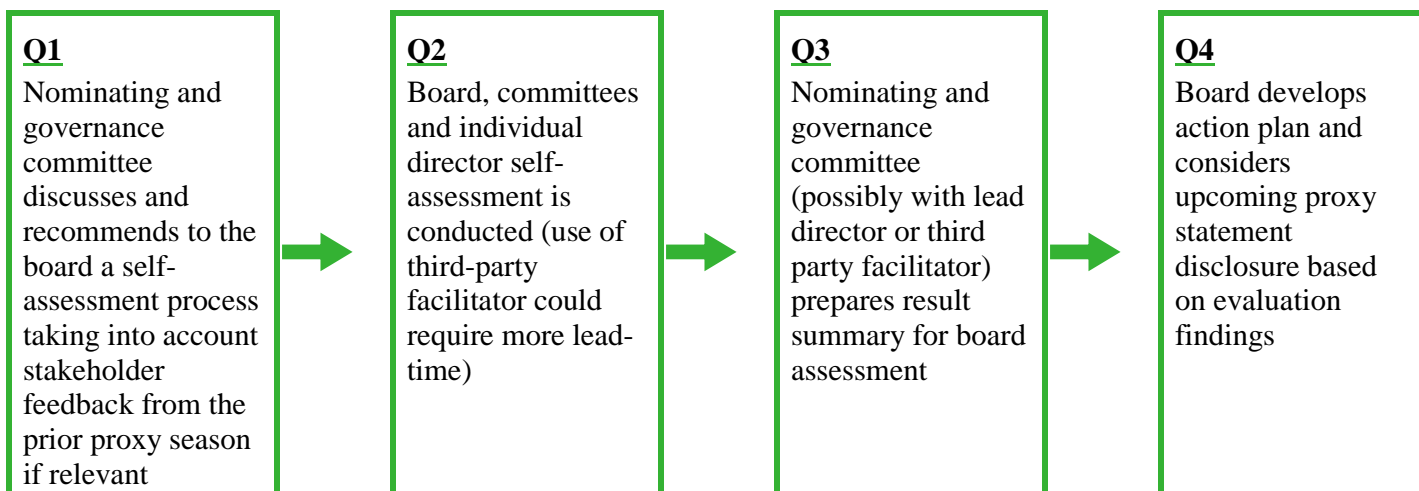 Q1
Nominating and
governance
committee
discusses and
recommends to the
board a self-
assessment process
taking into account
stakeholder
feedback from the
prior proxy season
if relevant
Q2
Board, committees
and individual
director self-
assessment is
conducted (use of
third-party
facilitator could
require more lead-
time)
Q3
Nominating and
governance
committee
(possibly with lead
director or third
party facilitator)
prepares result
summary for board
assessment
Q4
Board develops
action plan and
considers
upcoming proxy
statement
disclosure based
on evaluation
findings